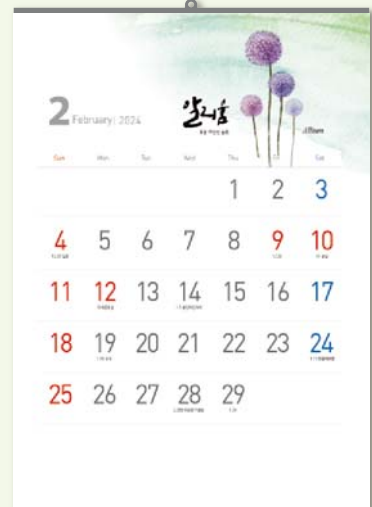 2 February | 2024
알리움
Allium
Sun Mon Tue Wed Thu Fri Sat
1 2 3
4 5 6 7 8 9 10
11 12 13 14 15 16 17
18 19 20 21 22 23 24
25 26 27 28 29